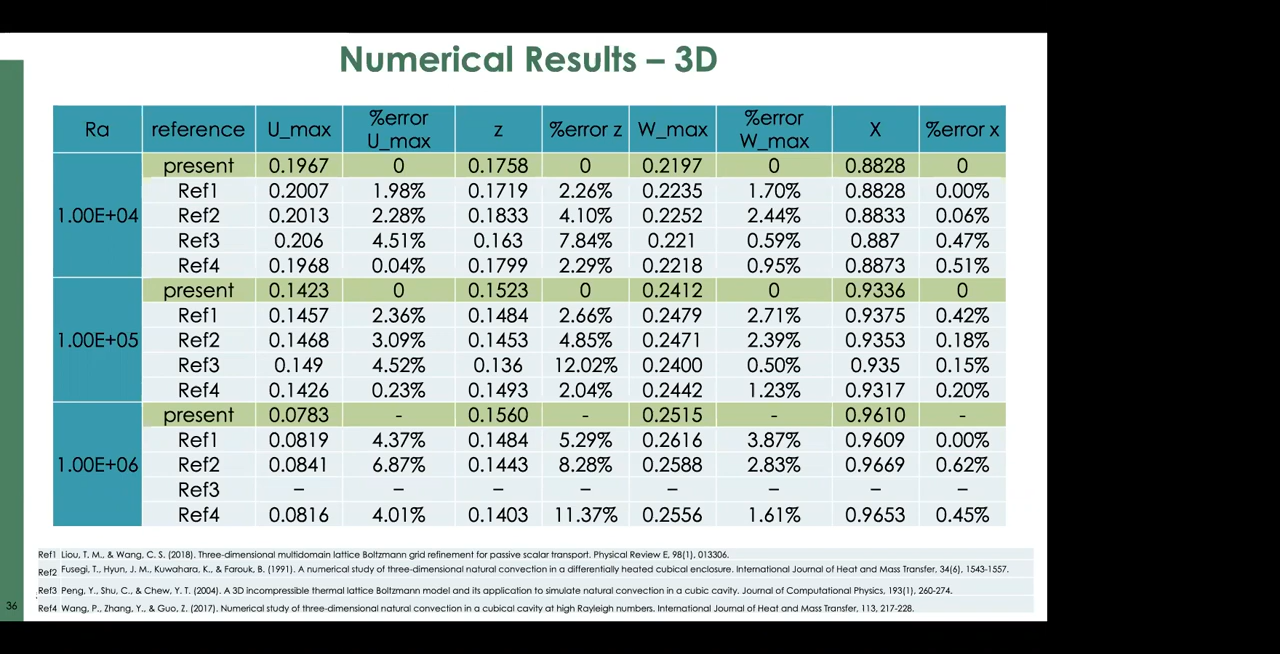 Numerical Results – 3D
Ra reference U_max %error U_max z %error z W_max %error W_max X %error x
1.00E+04
present 0.1967 0 0.1758 0 0.2197 0 0.8828 0
Ref1 0.2007 1.98% 0.1719 2.26% 0.2235 1.70% 0.8828 0.00%
Ref2 0.2013 2.28% 0.1833 4.10% 0.2252 2.44% 0.8833 0.06%
Ref3 0.206 4.51% 0.163 7.84% 0.221 0.59% 0.887 0.47%
Ref4 0.1968 0.04% 0.1799 2.29% 0.2218 0.95% 0.8873 0.51%
1.00E+05
present 0.1423 0 0.1523 0 0.2412 0 0.9336 0
Ref1 0.1457 2.36% 0.1484 2.66% 0.2479 2.71% 0.9375 0.42%
Ref2 0.1468 3.09% 0.1453 4.85% 0.2471 2.39% 0.9353 0.18%
Ref3 0.149 4.52% 0.136 12.02% 0.2400 0.50% 0.935 0.15%
Ref4 0.1426 0.23% 0.1493 2.04% 0.2442 1.23% 0.9317 0.20%
1.00E+06
present 0.0783 - 0.1560 - 0.2515 - 0.9610 -
Ref1 0.0819 4.37% 0.1484 5.29% 0.2616 3.87% 0.9609 0.00%
Ref2 0.0841 6.87% 0.1443 8.28% 0.2588 2.83% 0.9669 0.62%
Ref3 – – – – – – – –
Ref4 0.0816 4.01% 0.1403 11.37% 0.2556 1.61% 0.9653 0.45%
Ref1 Liou, T. M., & Wang, C. S. (2018). Three-dimensional multidomain lattice Boltzmann grid refinement for passive scalar transport. Physical Review E, 98(1), 013306.
Ref2 Fusegi, T., Hyun, J. M., Kuwahara, K., & Farouk, B. (1991). A numerical study of three-dimensional natural convection in a differentially heated cubical enclosure. International Journal of Heat and Mass Transfer, 34(6), 1543-1557.
Ref3 Peng, Y., Shu, C., & Chew, Y. T. (2004). A 3D incompressible thermal lattice Boltzmann model and its application to simulate natural convection in a cubic cavity. Journal of Computational Physics, 193(1), 260-274.
Ref4 Wang, P., Zhang, Y., & Guo, Z. (2017). Numerical study of three-dimensional natural convection in a cubical cavity at high Rayleigh numbers. International Journal of Heat and Mass Transfer, 113, 217-228.
36